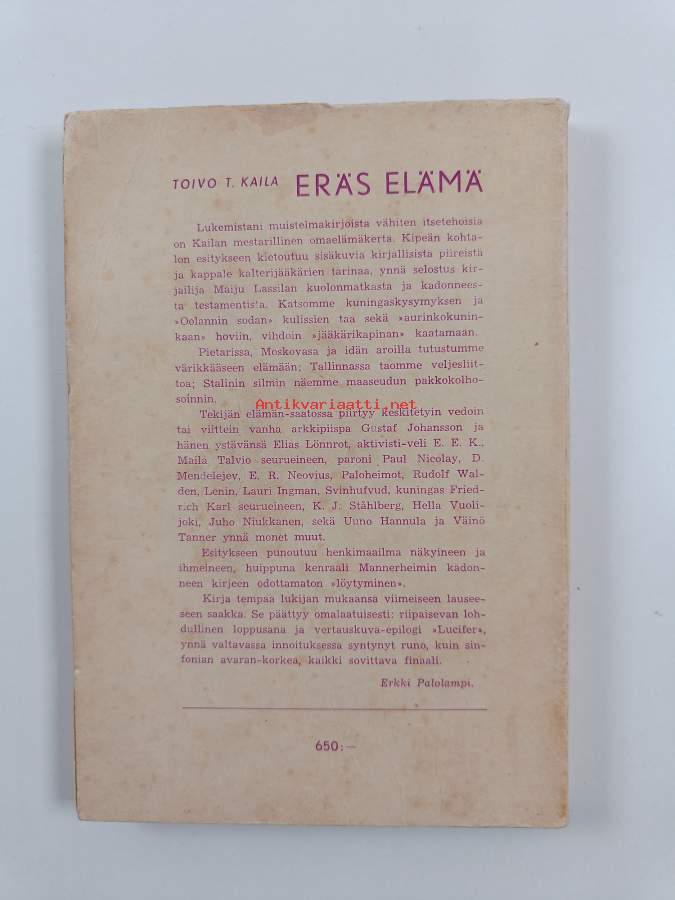 TOIVO T. KAILA ERÄS ELÄMÄ
Lukemistani muistelmakirjoista vähiten itsetehoisia
on Kailan mestarillinen omaelämäkerta. Kipeän kohta-
lon esitykseen kietoutuu sisäkuvia kirjallisista piireistä
ja kappale kalterijääkärien tarinaa, ynnä selostus kir-
jailija Maiju Lassilan kuolonmatkasta ja kadonnees-
ta testamentista. Katsomme kuningaskysymyksen ja
»Oolannin sodan» kulissien taa sekä »aurinkokunin-
kaan» hoviin, vihdoin »jääkärikapinan» kaatamaan.
Pietarissa, Moskovasa ja idän aroilla tutustumme
värikkääseen elämään; Tallinnassa taomme veljesliit-
toa; Stalinin silmin näemme maaseudun pakkokolho-
soinnin.
Antikvariaatti.net
Tekijän elämän-saatossa piirtyy keskitetyin vedoin
tai viittein vanha arkkipiispa Gustaf Johansson ja
hänen ystävänsä Elias Lönnrot, aktivisti-veli E. E. K.,
Maila Talvio seurueineen, paroni Paul Nicolay, D.
Mendelejev, E. R. Neovius, Paloheimot, Rudolf Wal-
den, Lenin, Lauri Ingman, Svinhufvud, kuningas Fried-
rich Karl seurueineen, K. J. Ståhlberg, Hella Vuoli-
joki, Juho Niukkanen, sekä Uuno Hannula ja Väinö
Tanner ynnä monet muut.
Esitykseen punoutuu henkimaailma näkyineen ja
ihmeineen, huippuna kenraali Mannerheimin kadon-
neen kirjeen odottamaton »löytyminen».
Kirja tempaa lukijan mukaansa viimeiseen lausee-
seen saakka. Se päättyy omalaatuisesti: riipaisevan loh-
dullinen loppusana ja vertauskuva-epilogi »Lucifer»,
ynnä valtavassa innoituksessa syntynyt runo, kuin sin-
fonian avaran-korkea, kaikki sovittava finaali.
Erkki Palolampi.
650:—